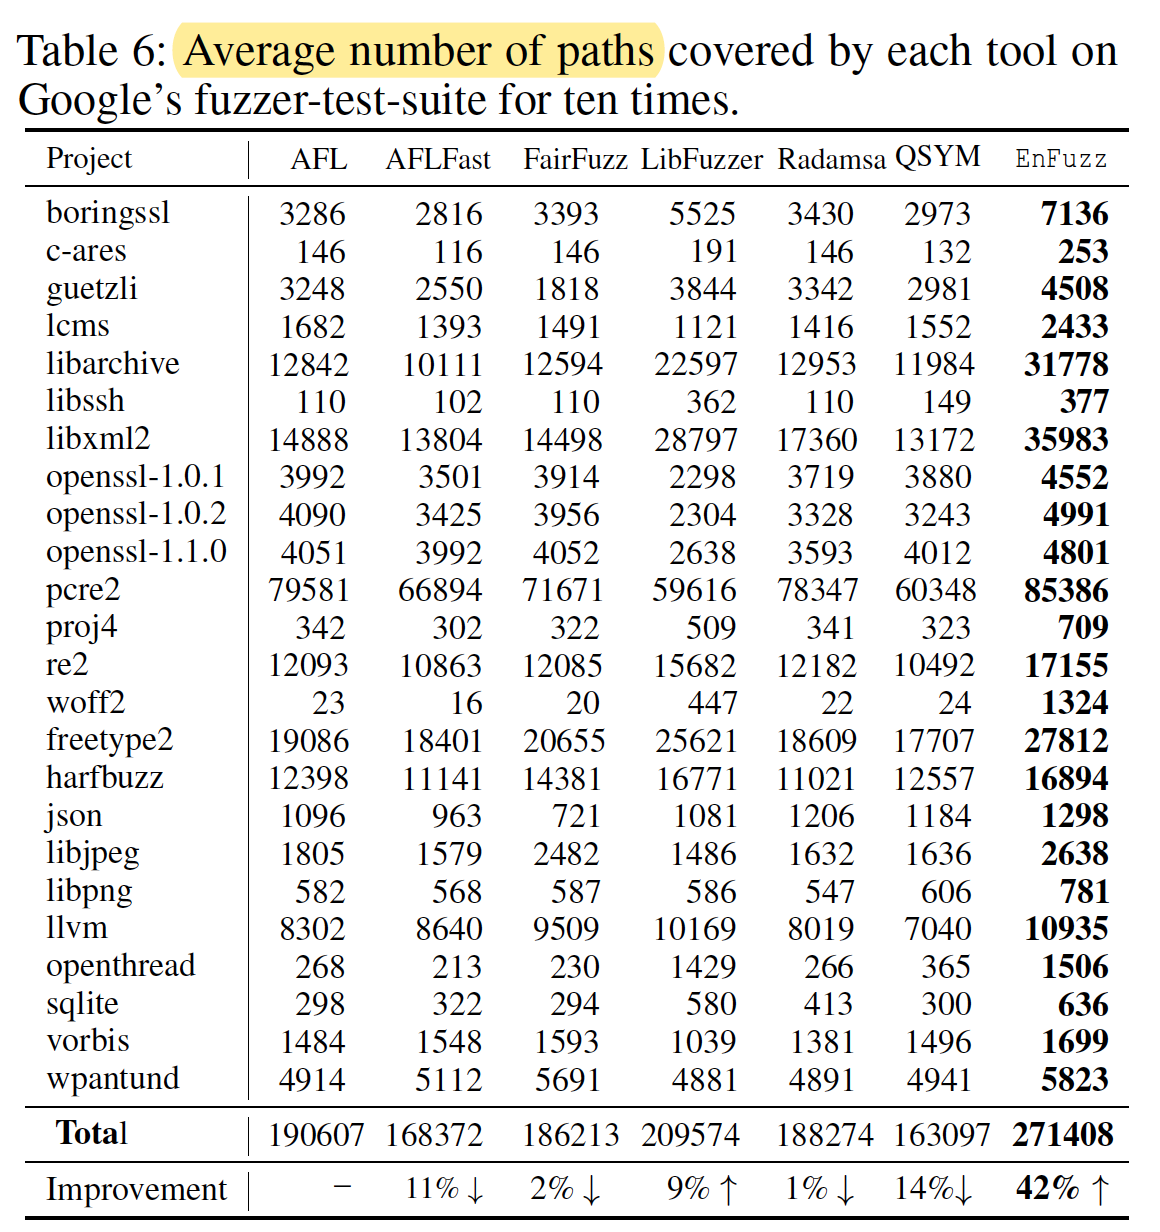 Table 6: Average number of paths covered by each tool on
Google's fuzzer-test-suite for ten times.
Project AFL AFLFast FairFuzz LibFuzzer Radamsa QSYM EnFuzz
boringssl 3286 2816 3393 5525 3430 2973 7136
c-ares 146 116 146 191 146 132 253
guetzli 3248 2550 1818 3844 3342 2981 4508
lcms 1682 1393 1491 1121 1416 1552 2433
libarchive 12842 10111 12594 22597 12953 11984 31778
libssh 110 102 110 362 110 149 377
libxml2 14888 13804 14498 28797 17360 13172 35983
openssl-1.0.1 3992 3501 3914 2298 3719 3880 4552
openssl-1.0.2 4090 3425 3956 2304 3328 3243 4991
openssl-1.1.0 4051 3992 4052 2638 3593 4012 4801
pcre2 79581 66894 71671 59616 78347 60348 85386
proj4 342 302 322 509 341 323 709
re2 12093 10863 12085 15682 12182 10492 17155
woff2 23 16 20 447 22 24 1324
freetype2 19086 18401 20655 25621 18609 17707 27812
harfbuzz 12398 11141 14381 16771 11021 12557 16894
json 1096 963 721 1081 1206 1184 1298
libjpeg 1805 1579 2482 1486 1632 1636 2638
libpng 582 568 587 586 547 606 781
llvm 8302 8640 9509 10169 8019 7040 10935
openthread 268 213 230 1429 266 365 1506
sqlite 298 322 294 580 413 300 636
vorbis 1484 1548 1593 1039 1381 1496 1699
wpantund 4914 5112 5691 4881 4891 4941 5823
Total 190607 168372 186213 209574 188274 163097 271408
Improvement – 11% ↓ 2% ↓ 9% ↑ 1% ↓ 14%↓ 42% ↑